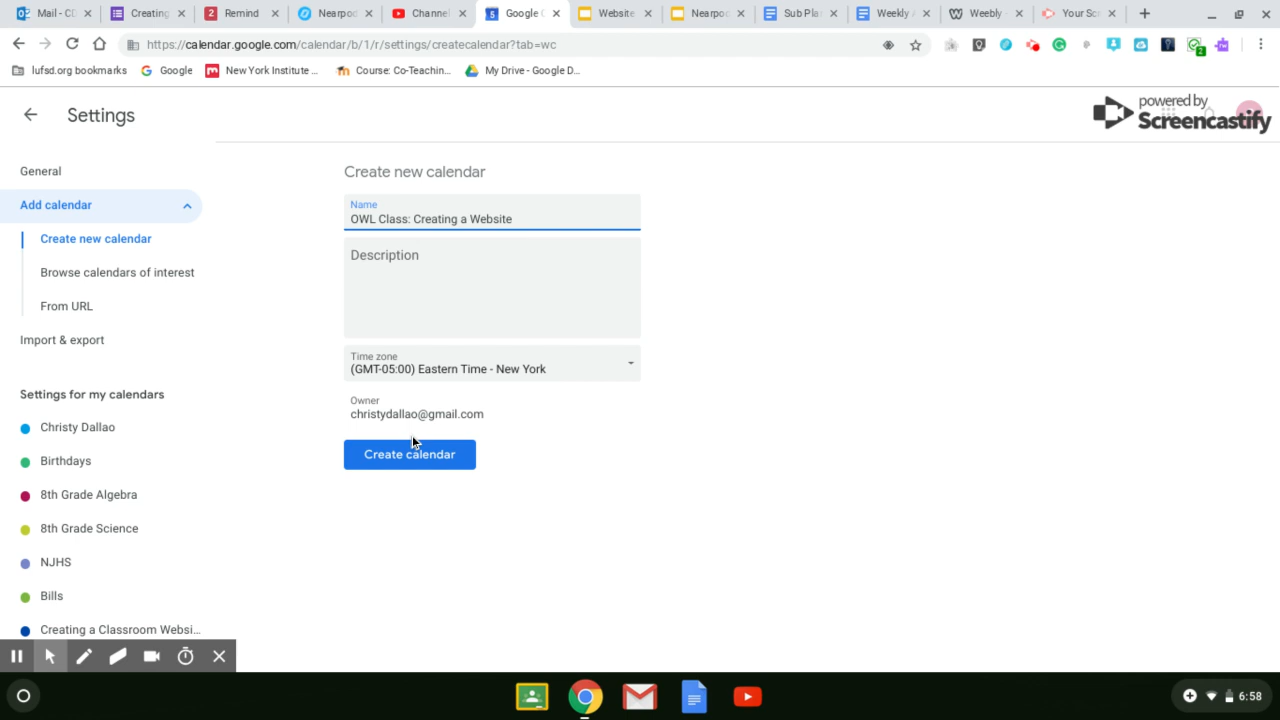 Mail - CD
Creating
Remind
Nearpod
Channel
Google C
Website
Nearpod
Sub Pla
Weekly A
Weebly
Your Scr
https://calendar.google.com/calendar/b/1/r/settings/createcalendar?tab=wc
lufsd.org bookmarks
Google
New York Institute ...
Course: Co-Teachin...
My Drive - Google D...
Settings
powered by
Screencastify
General
Add calendar
Create new calendar
Browse calendars of interest
From URL
Import & export
Settings for my calendars
Christy Dallao
Birthdays
8th Grade Algebra
8th Grade Science
NJHS
Bills
Creating a Classroom Websi...
Create new calendar
Name
OWL Class: Creating a Website
Description
Time zone
(GMT-05:00) Eastern Time - New York
Owner
christydallao@gmail.com
Create calendar
6:58